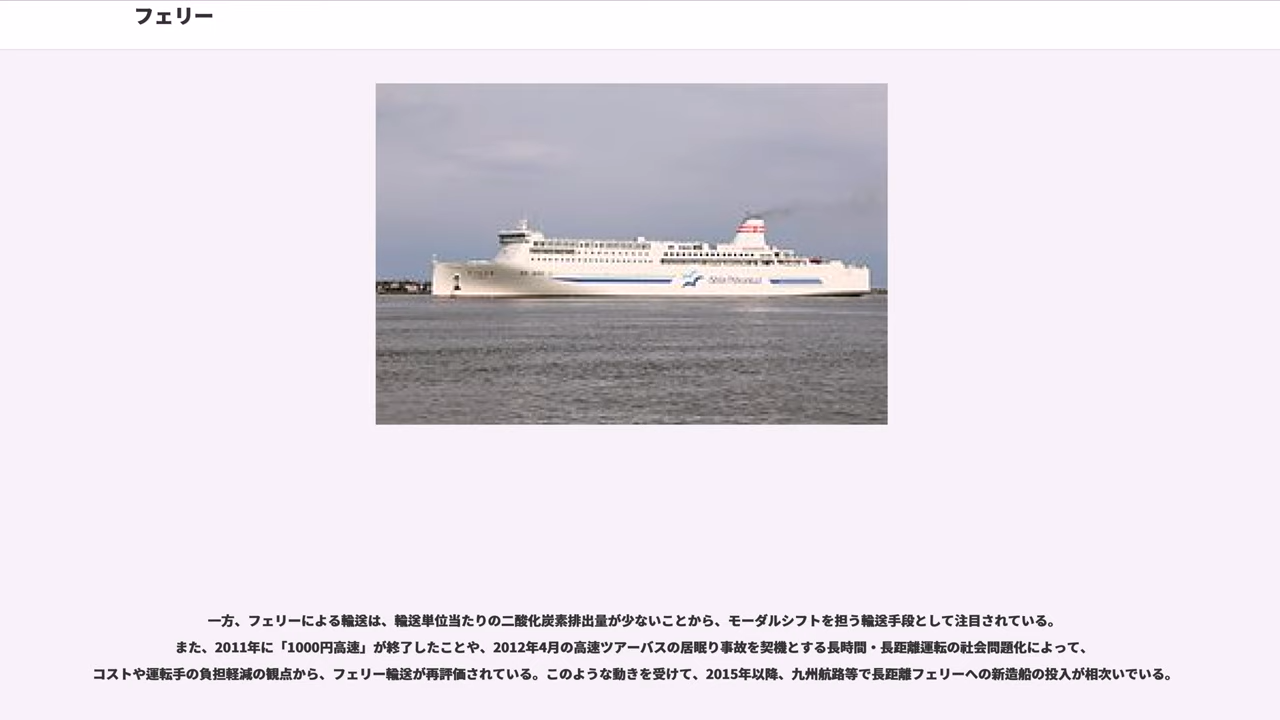 フェリー
一方、フェリーによる輸送は、輸送単位当たりの二酸化炭素排出量が少ないことから、モーダルシフトを担う輸送手段として注目されている。
また、2011年に「1000円高速」が終了したことや、2012年4月の高速ツアーバスの居眠り事故を契機とする長時間・長距離運転の社会問題化によって、
コストや運転手の負担軽減の観点から、フェリー輸送が再評価されている。このような動きを受けて、2015年以降、九州航路等で長距離フェリーへの新造船の投入が相次いでいる。